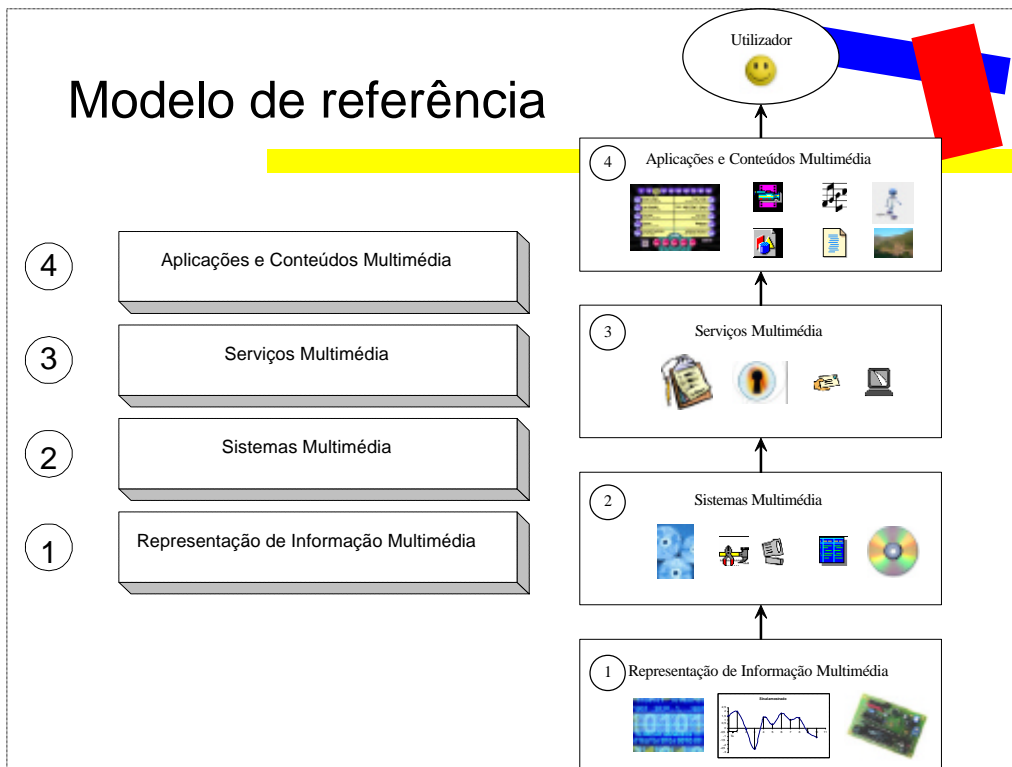 Modelo de referência
4
Aplicações e Conteúdos Multimédia
3
Serviços Multimédia
2
Sistemas Multimédia
1
Representação de Informação Multimédia
Utilizador
4
Aplicações e Conteúdos Multimédia
3
Serviços Multimédia
2
Sistemas Multimédia
1
Representação de Informação Multimédia
10101